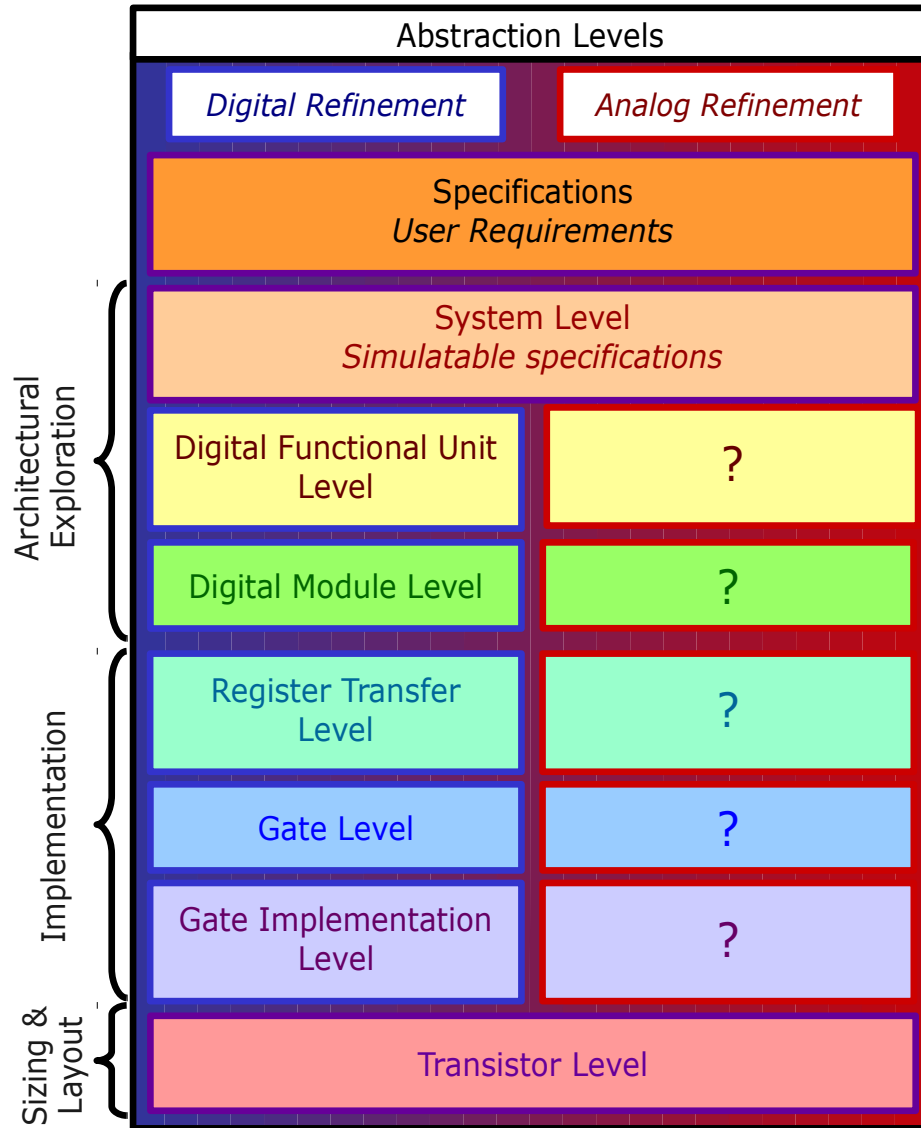 Abstraction Levels
Digital Refinement
Analog Refinement
Specifications
User Requirements
System Level
Simulatable specifications
Architectural
Exploration
Digital Functional Unit
Level
?
Digital Module Level
?
Implementation
Register Transfer
Level
?
Gate Level
?
Gate Implementation
Level
?
Sizing &
Layout
Transistor Level